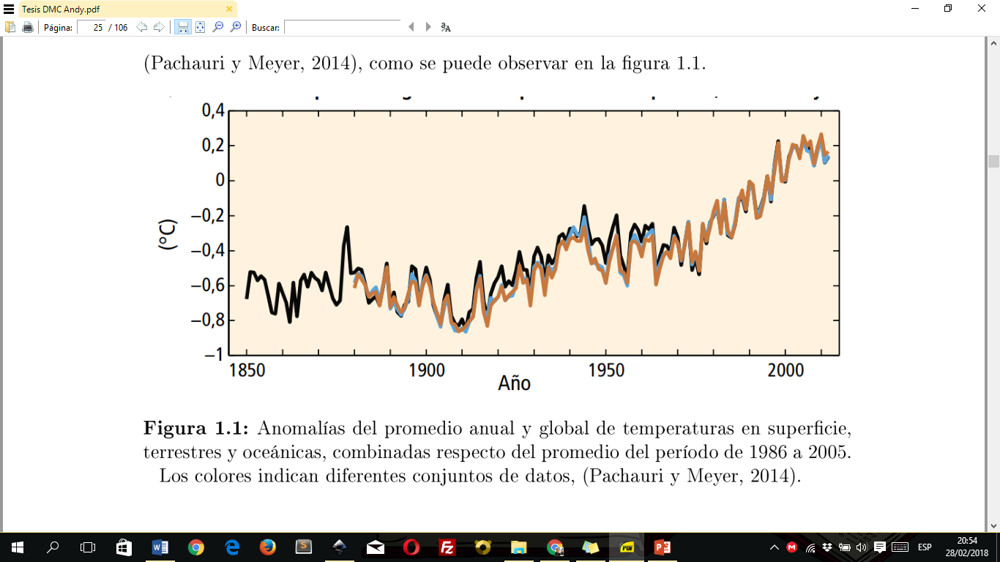 Tesis DMC Andy.pdf
Página: 25 / 106 Buscar:
(Pachauri y Meyer, 2014), como se puede observar en la figura 1.1.
0,4
0,2
0
−0,2
−0,4
−0,6
−0,8
−1
(°C)
1850 1900 1950 2000
Año
Figura 1.1: Anomalías del promedio anual y global de temperaturas en superficie,
terrestres y oceánicas, combinadas respecto del promedio del período de 1986 a 2005.
Los colores indican diferentes conjuntos de datos, (Pachauri y Meyer, 2014).
ESP
20:54
28/02/2018